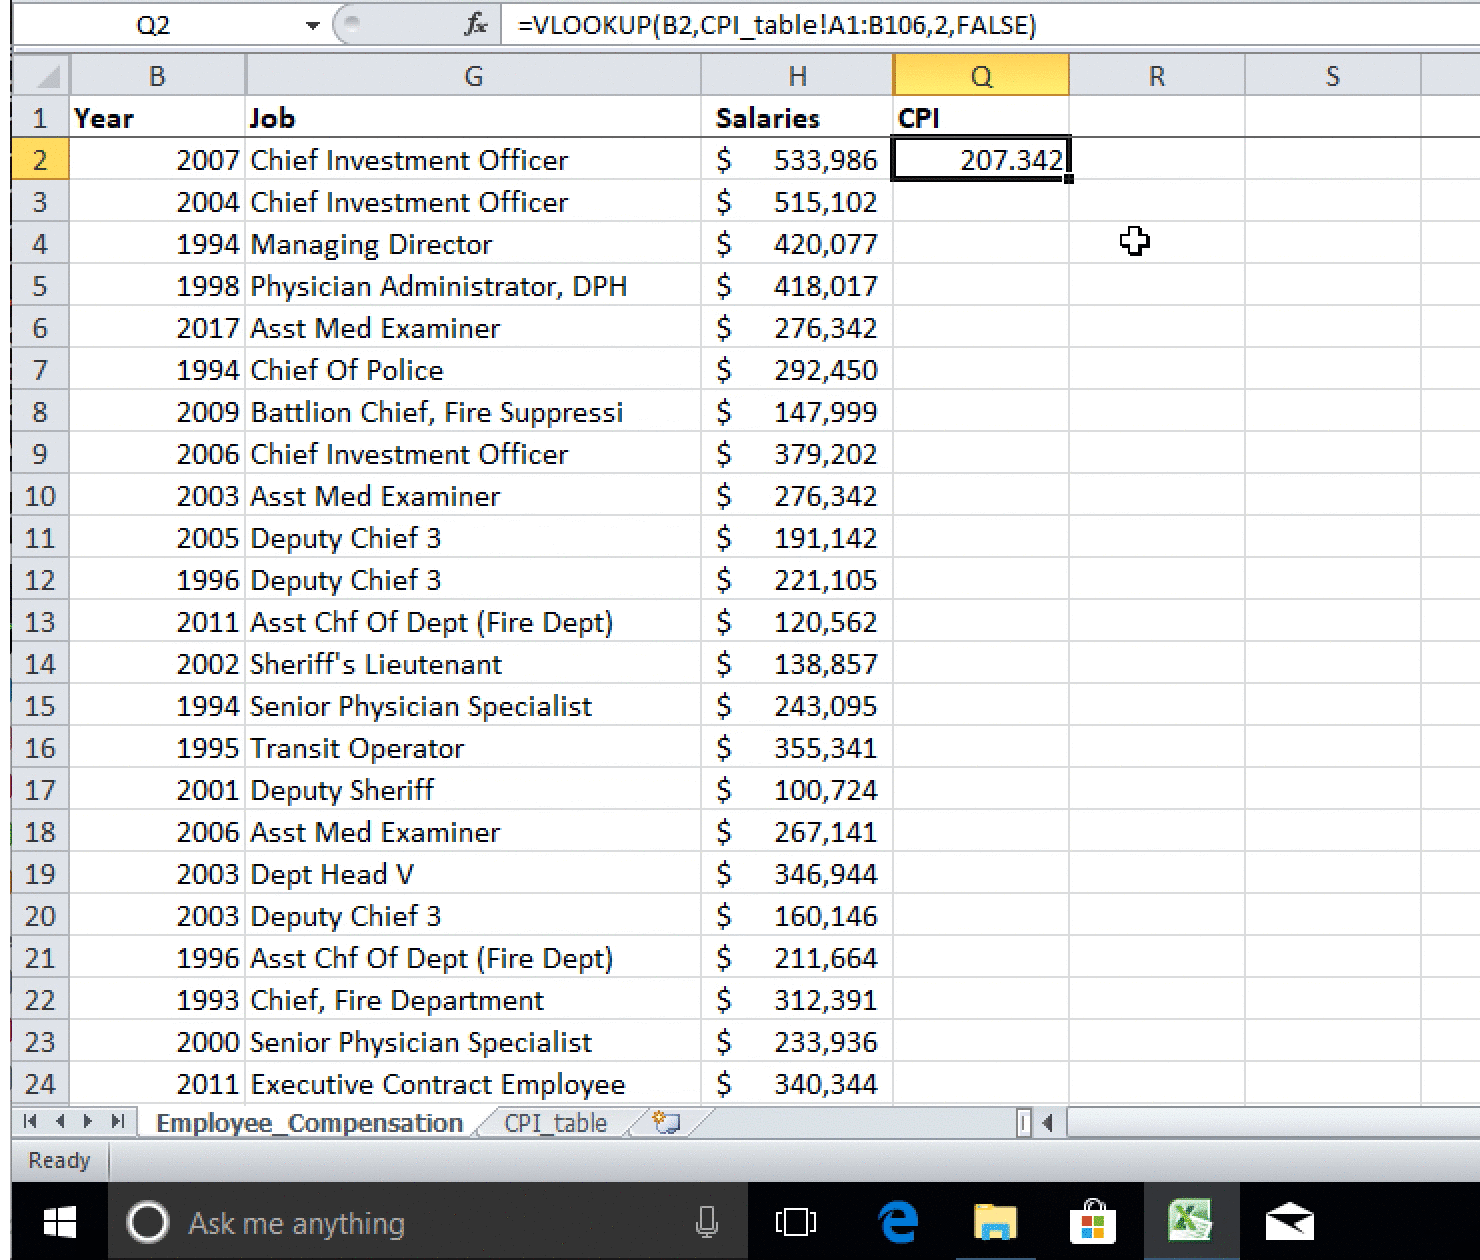 Q2 fx =VLOOKUP(B2,CPI_table!A1:B106,2,FALSE)
B G H Q R S
1 Year Job Salaries CPI
2 2007 Chief Investment Officer $ 533,986 207.342
3 2004 Chief Investment Officer $ 515,102
4 1994 Managing Director $ 420,077
5 1998 Physician Administrator, DPH $ 418,017
6 2017 Asst Med Examiner $ 276,342
7 1994 Chief Of Police $ 292,450
8 2009 Battlion Chief, Fire Suppressi $ 147,999
9 2006 Chief Investment Officer $ 379,202
10 2003 Asst Med Examiner $ 276,342
11 2005 Deputy Chief 3 $ 191,142
12 1996 Deputy Chief 3 $ 221,105
13 2011 Asst Chf Of Dept (Fire Dept) $ 120,562
14 2002 Sheriff's Lieutenant $ 138,857
15 1994 Senior Physician Specialist $ 243,095
16 1995 Transit Operator $ 355,341
17 2001 Deputy Sheriff $ 100,724
18 2006 Asst Med Examiner $ 267,141
19 2003 Dept Head V $ 346,944
20 2003 Deputy Chief 3 $ 160,146
21 1996 Asst Chf Of Dept (Fire Dept) $ 211,664
22 1993 Chief, Fire Department $ 312,391
23 2000 Senior Physician Specialist $ 233,936
24 2011 Executive Contract Employee $ 340,344
Employee_Compensation CPI_table
Ready
Ask me anything